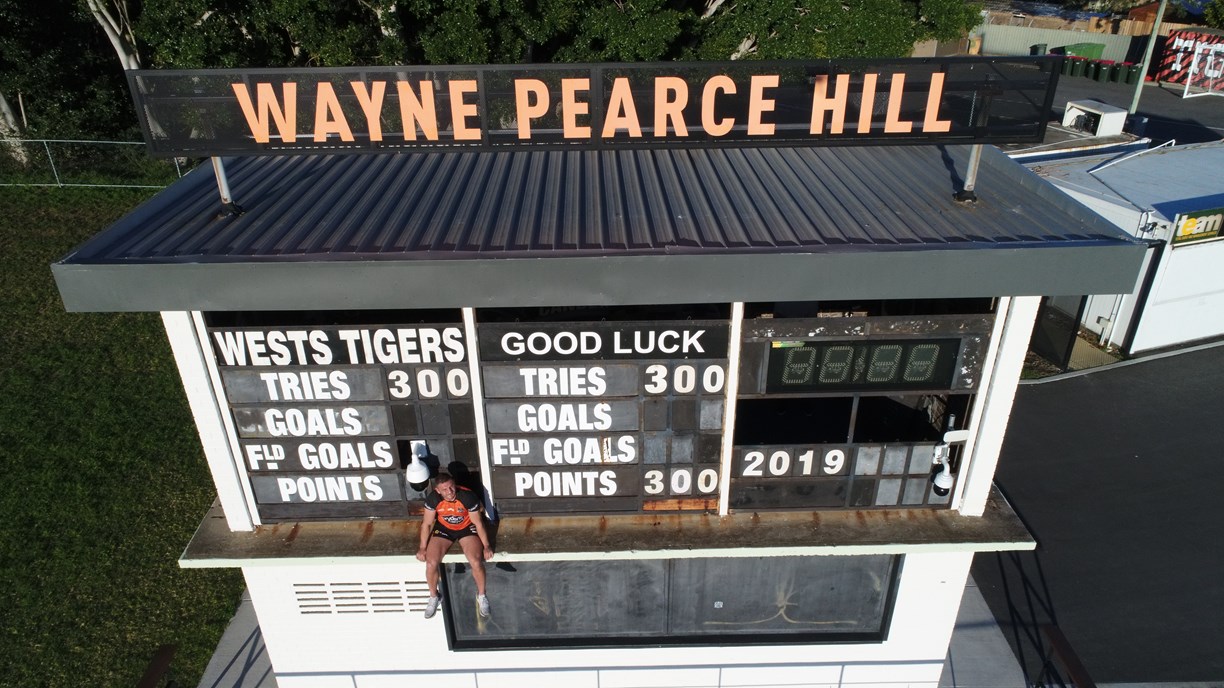 WAYNE PEARCE HILL
WESTS TIGERS
TRIES 300
GOALS
FLD GOALS
POINTS
GOOD LUCK
TRIES 300
GOALS
FLD GOALS
POINTS 300
2019
team